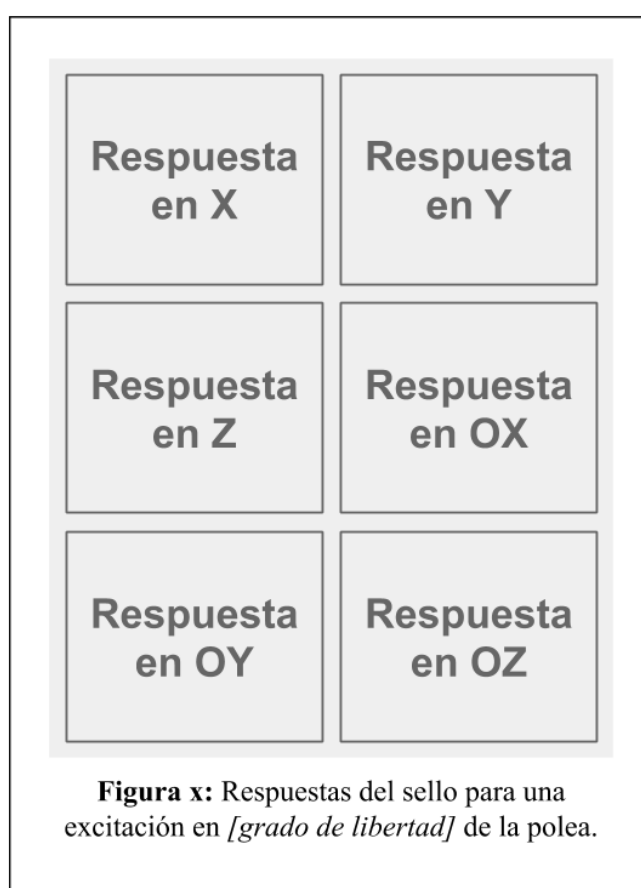 Respuesta
en X
Respuesta
en Y
Respuesta
en Z
Respuesta
en OX
Respuesta
en OY
Respuesta
en OZ
Figura x: Respuestas del sello para una
excitación en [grado de libertad] de la polea.